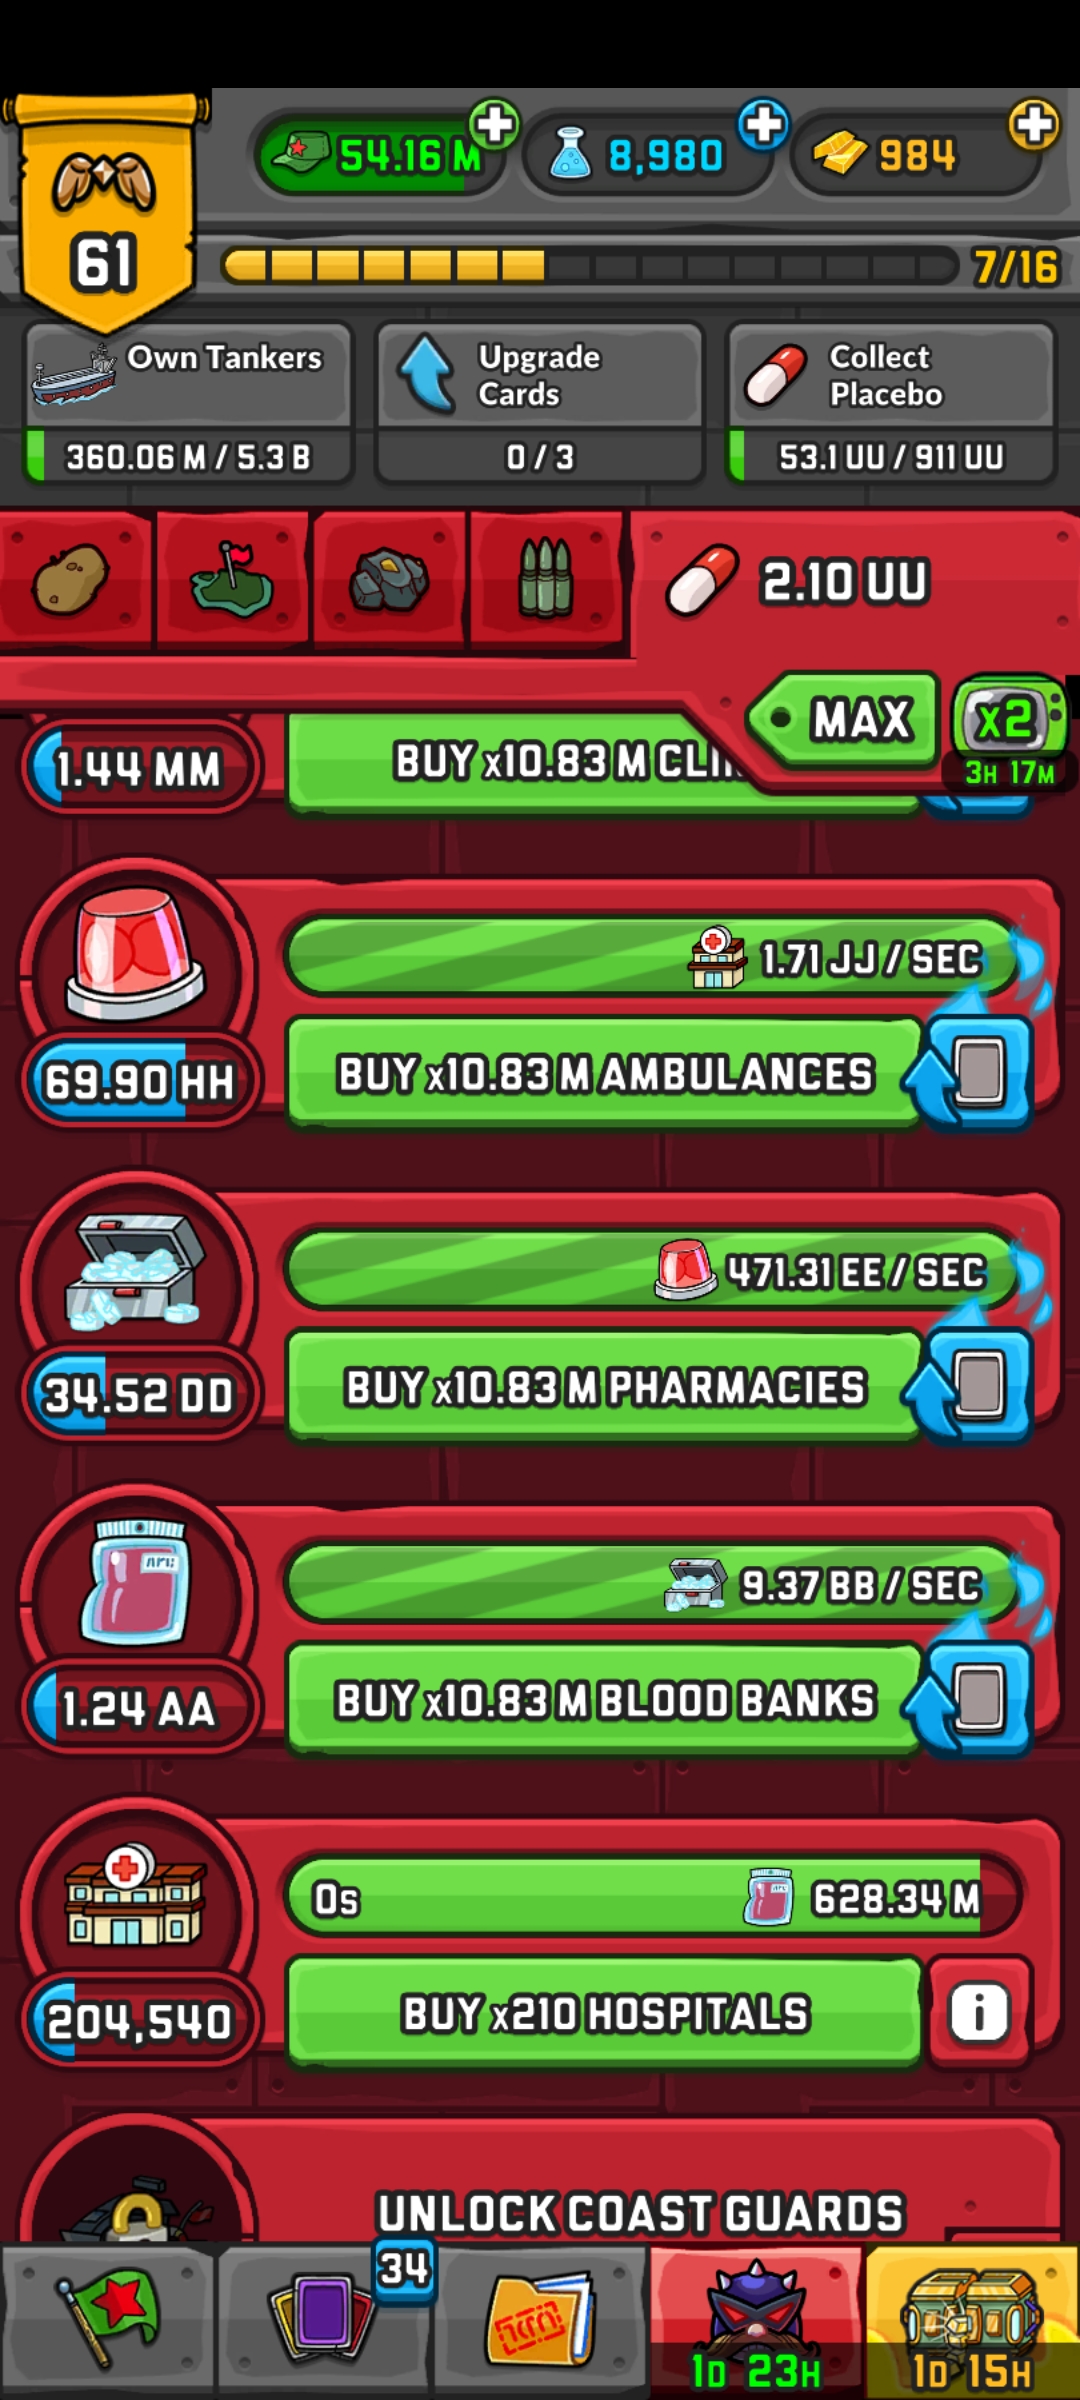 54.16 M
8,980
984
61
7/16
Own Tankers
360.06 M / 5.3 B
Upgrade
Cards
0 / 3
Collect
Placebo
53.1 UU / 911 UU
2.10 UU
MAX
x2
3H 17M
1.44 MM
BUY x10.83 M
1.71 JJ / SEC
69.90 HH
BUY x10.83 M AMBULANCES
471.31 EE / SEC
34.52 DD
BUY x10.83 M PHARMACIES
9.37 BB / SEC
1.24 AA
BUY x10.83 M BLOOD BANKS
0s
628.34 M
204,540
BUY x210 HOSPITALS
i
UNLOCK COAST GUARDS
34
1D 23H
1D 15H